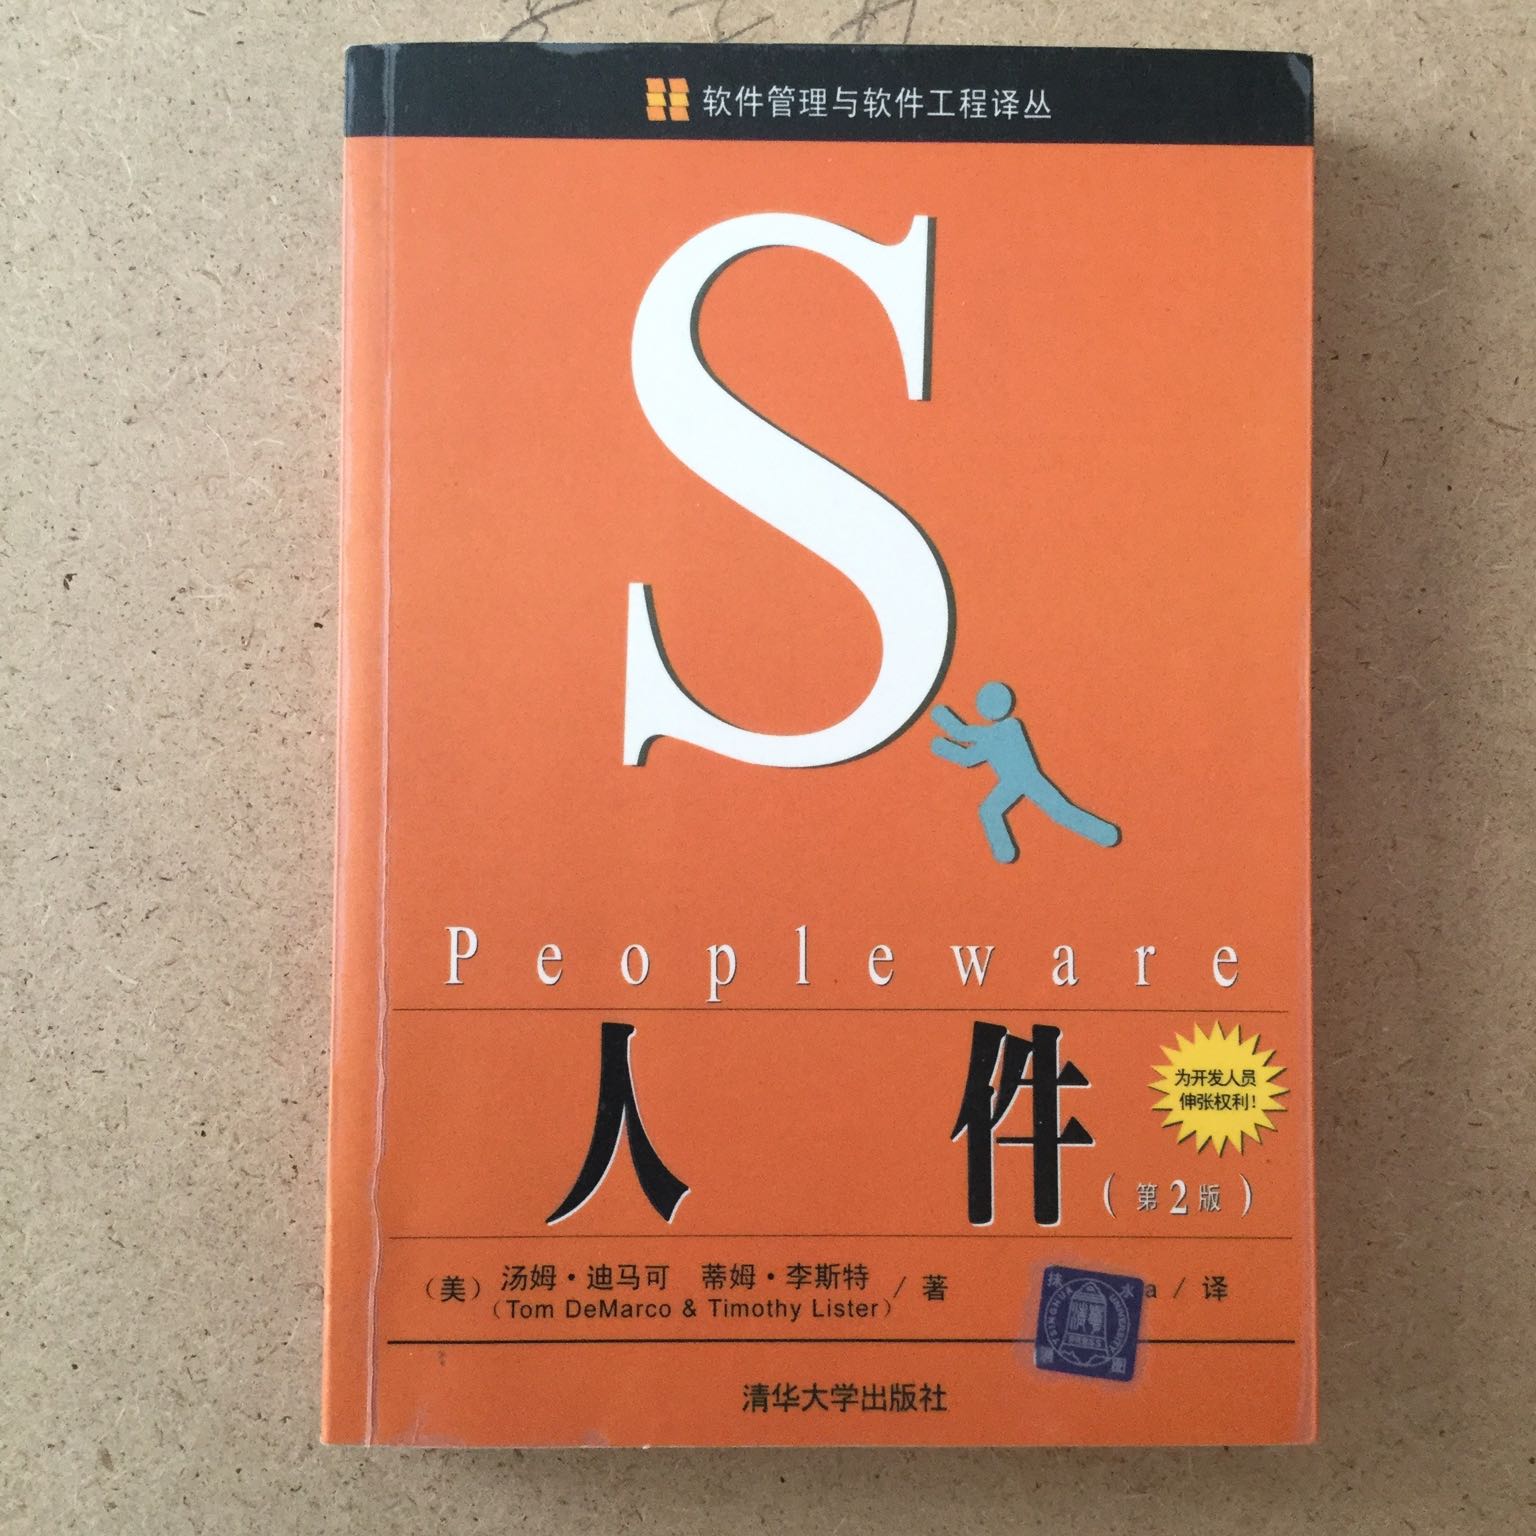 软件管理与软件工程译丛
S
Peopleware
人件
为开发人员
伸张权利!
(第2版)
(美) 汤姆·迪马可 蒂姆·李斯特 / 著
(Tom DeMarco & Timothy Lister)
a / 译
TSINGHUA UNIVERSITY
清华大学出版社